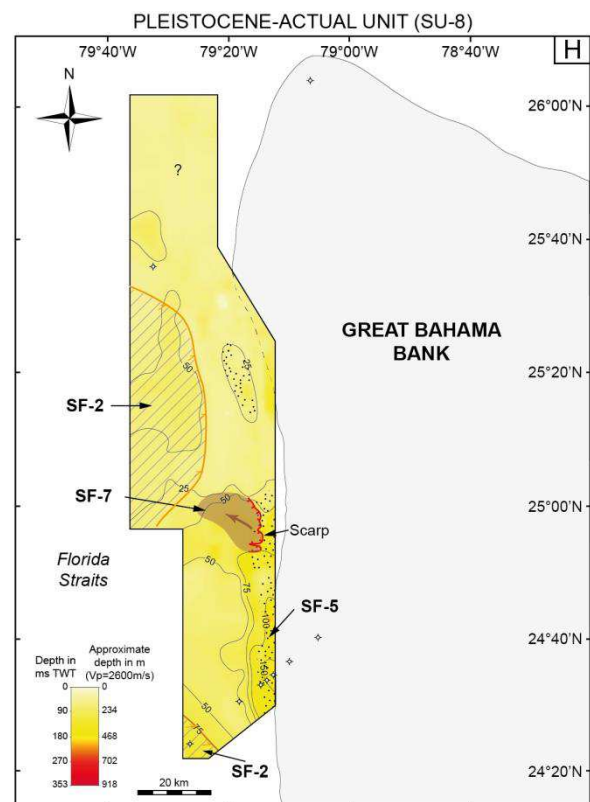 PLEISTOCENE-ACTUAL UNIT (SU-8)
79°40'W 79°20'W 79°00'W 78°40'W
H
N
26°00'N
?
25°40'N
GREAT BAHAMA
BANK
50
25
25°20'N
SF-2
SF-7
25
50
25°00'N
Scarp
Florida
Straits
50
75
SF-5
100
24°40'N
150
Depth in
ms TWT
Approximate
depth in m
(Vp=2600m/s)
0 0
90 234
180 468
270 702
353 918
50
75
SF-2
20 km
24°20'N